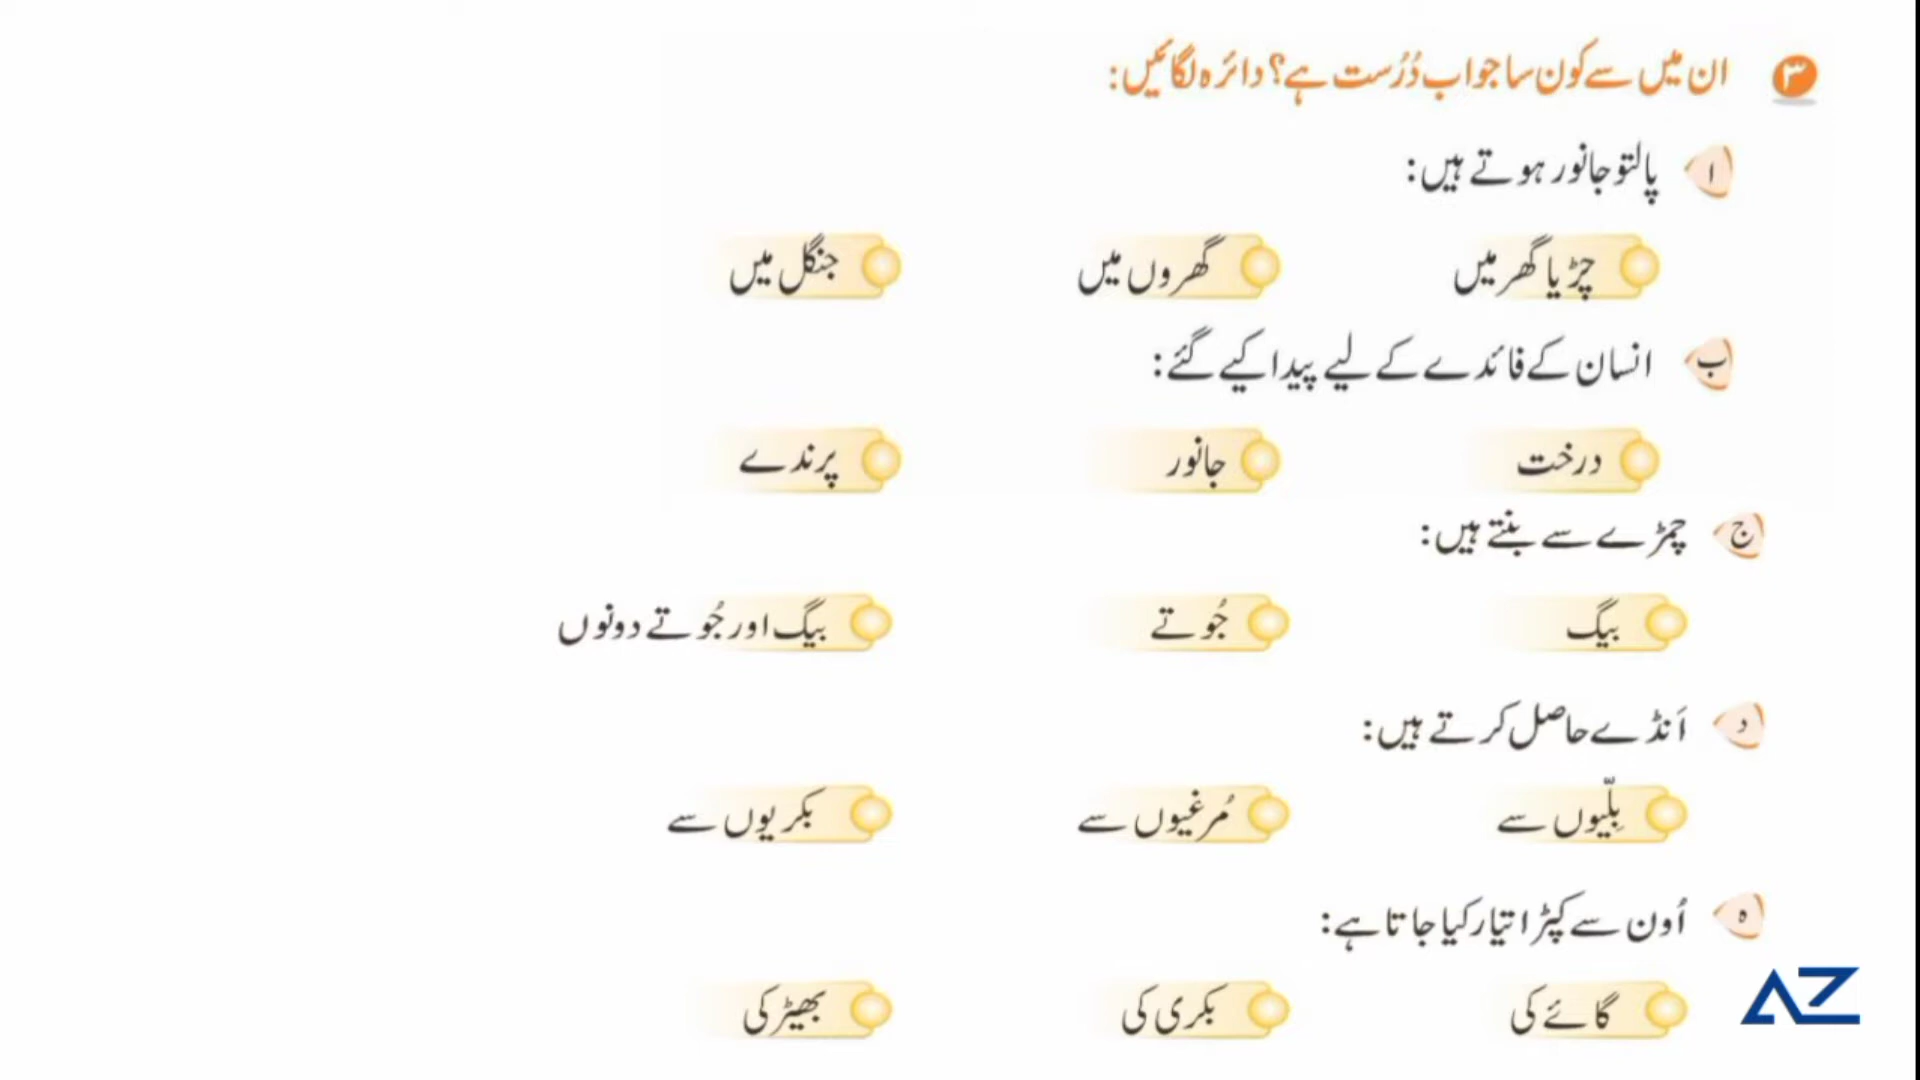 ۳ ان میں سے کون سا جواب دُرُست ہے؟ دائرہ لگائیں:
ا پالتو جانور ہوتے ہیں:
چڑیا گھر میں گھروں میں جنگل میں
ب انسان کے فائدے کے لیے پیدا کیے گئے:
درخت جانور پرندے
ج چمڑے سے بنتے ہیں:
بیگ جُوتے بیگ اور جُوتے دونوں
د اَنڈے حاصل کرتے ہیں:
بِلّیوں سے مُرغیوں سے بکریوں سے
ہ اُون سے کپڑا تیار کیا جاتا ہے:
گائے کی بکری کی بھیڑ کی
AZ